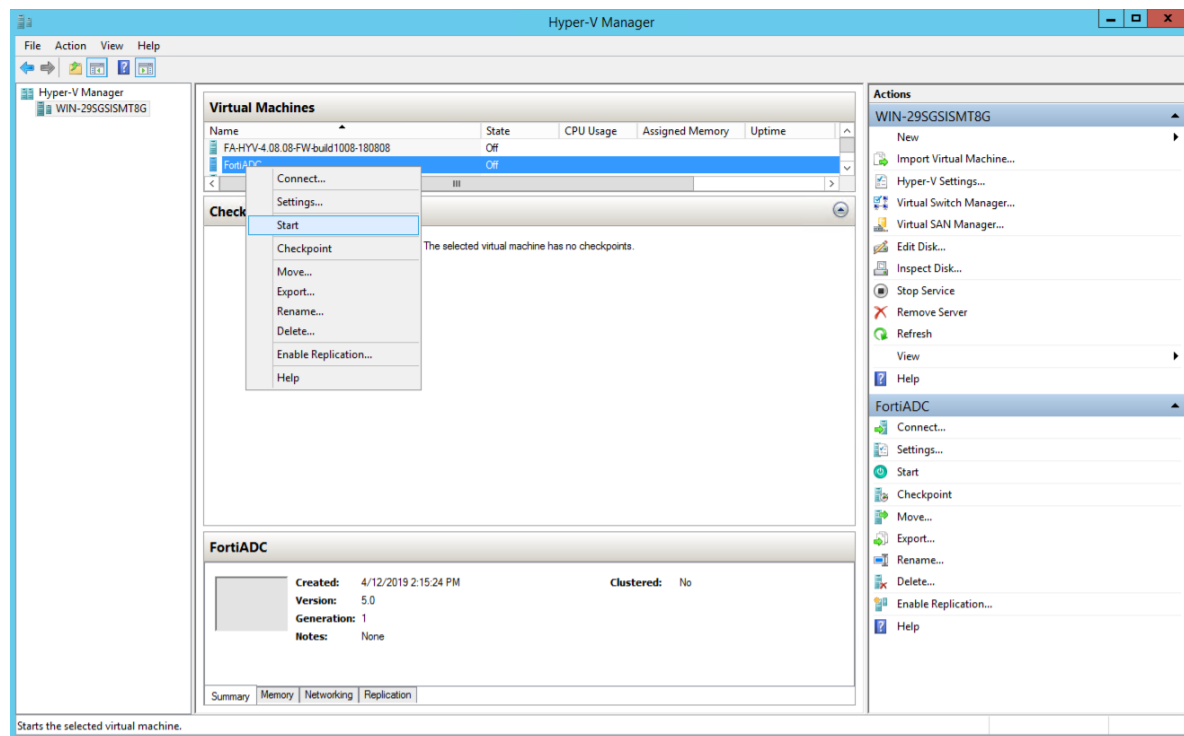 Hyper-V Manager
File Action View Help
Hyper-V Manager
WIN-29SGSISMT8G
Virtual Machines
Name State CPU Usage Assigned Memory Uptime
FA-HYV-4.08.08-FW-build1008-180808 Off
FortiADC Off
Connect...
Settings...
Start
Checkpoint
Move...
Export...
Rename...
Delete...
Enable Replication...
Help
Check
The selected virtual machine has no checkpoints.
FortiADC
Created: 4/12/2019 2:15:24 PM Clustered: No
Version: 5.0
Generation: 1
Notes: None
Summary Memory Networking Replication
Actions
WIN-29SGSISMT8G
New
Import Virtual Machine...
Hyper-V Settings...
Virtual Switch Manager...
Virtual SAN Manager...
Edit Disk...
Inspect Disk...
Stop Service
Remove Server
Refresh
View
Help
FortiADC
Connect...
Settings...
Start
Checkpoint
Move...
Export...
Rename...
Delete...
Enable Replication...
Help
Starts the selected virtual machine.